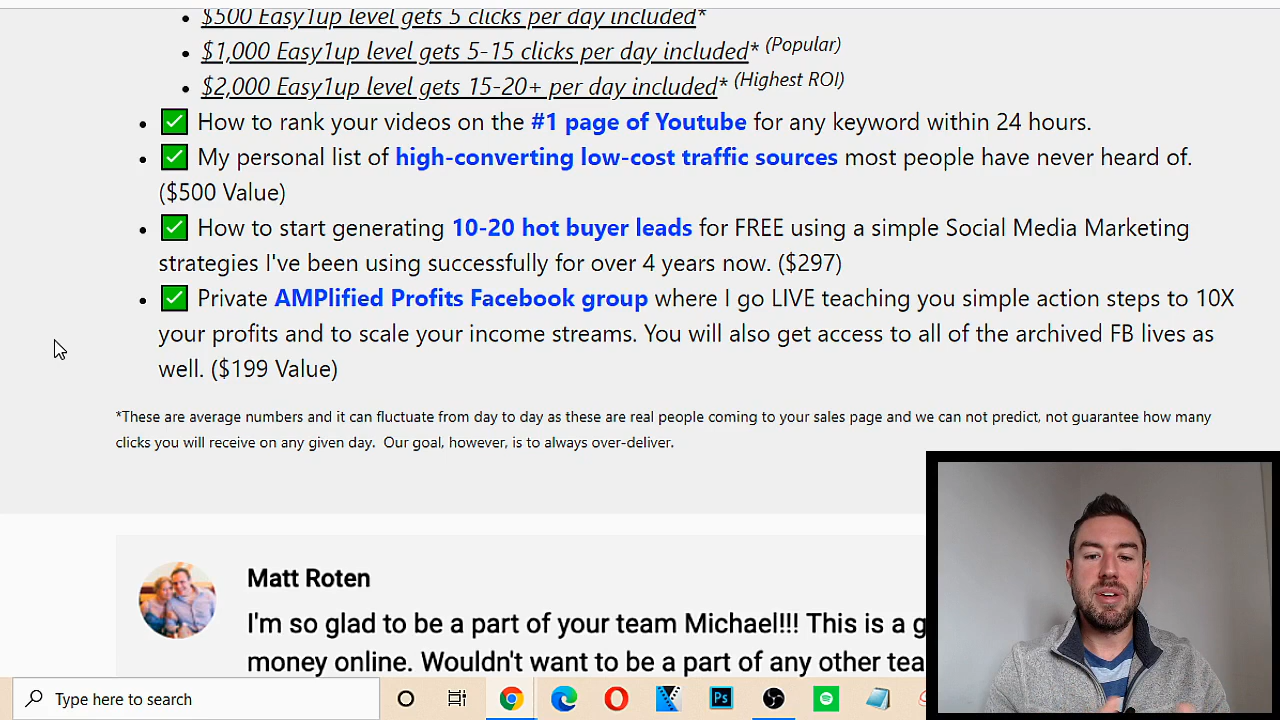 $500 Easy1up level gets 5 clicks per day included*
$1,000 Easy1up level gets 5-15 clicks per day included* (Popular)
$2,000 Easy1up level gets 15-20+ per day included* (Highest ROI)
How to rank your videos on the #1 page of Youtube for any keyword within 24 hours.
My personal list of high-converting low-cost traffic sources most people have never heard of.
($500 Value)
How to start generating 10-20 hot buyer leads for FREE using a simple Social Media Marketing
strategies I've been using successfully for over 4 years now. ($297)
Private AMPlified Profits Facebook group where I go LIVE teaching you simple action steps to 10X
your profits and to scale your income streams. You will also get access to all of the archived FB lives as
well. ($199 Value)
*These are average numbers and it can fluctuate from day to day as these are real people coming to your sales page and we can not predict, not guarantee how many
clicks you will receive on any given day. Our goal, however, is to always over-deliver.
Matt Roten
I'm so glad to be a part of your team Michael!!! This is a g
money online. Wouldn't want to be a part of any other tea
Type here to search
Ps